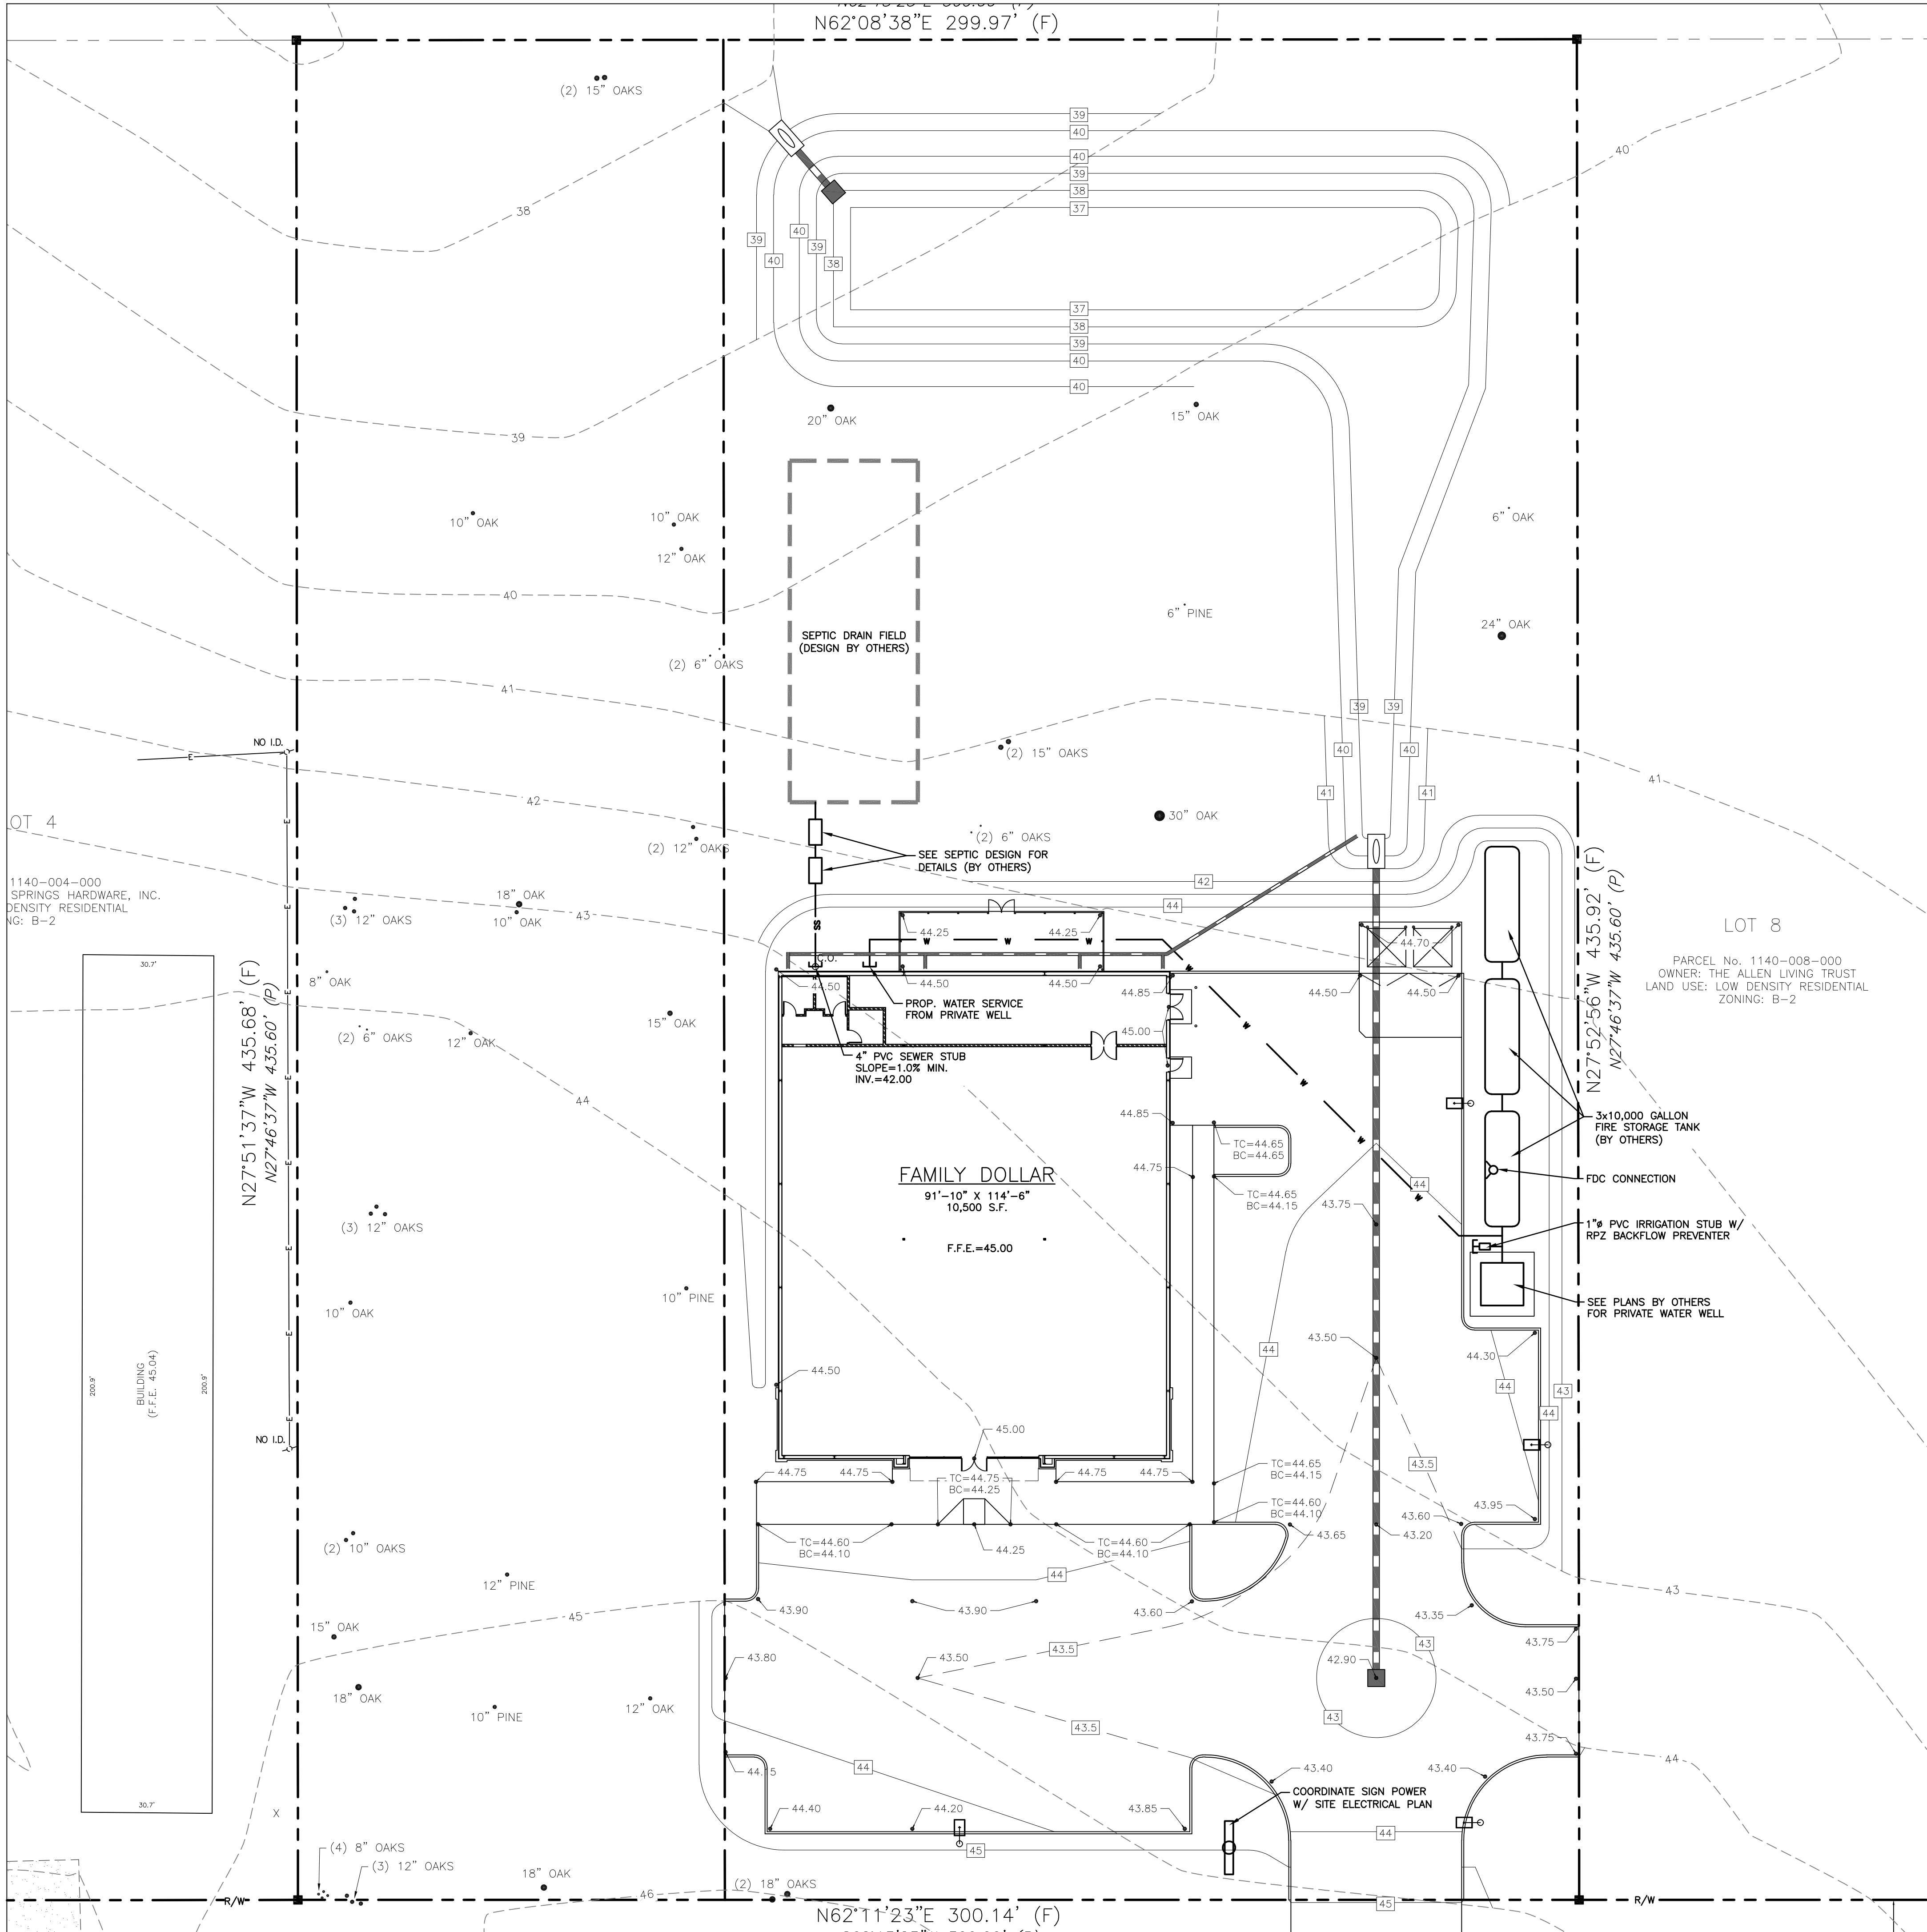 N62°08'38"E 299.97' (F)
(2) 15" OAKS
39
40
40
39
38
37
40
38
39
40
40
39
38
37
38
39
40
40
20" OAK
15" OAK
39
10" OAK
10" OAK
12" OAK
6" OAK
40
6" PINE
24" OAK
SEPTIC DRAIN FIELD
(DESIGN BY OTHERS)
(2) 6" OAKS
41
39
39
NO I.D.
E
(2) 15" OAKS
40
40
41
42
41
41
OT 4
30" OAK
(2) 12" OAKS
(2) 6" OAKS
SEE SEPTIC DESIGN FOR
DETAILS (BY OTHERS)
1140-004-000
SPRINGS HARDWARE, INC.
DENSITY RESIDENTIAL
NG: B-2
18" OAK
10" OAK
(3) 12" OAKS
43
42
44
LOT 8
PARCEL No. 1140-008-000
OWNER: THE ALLEN LIVING TRUST
LAND USE: LOW DENSITY RESIDENTIAL
ZONING: B-2
N27°52'56"W 435.92' (F)
N27°46'37"W 435.60' (P)
N27°51'37"W 435.68' (F)
N27°46'37"W 435.60' (P)
SS
44.25
44.25
W W W
44.70
C.O.
30.7'
8" OAK
44.50
44.50
44.50
44.85
44.50
44.50
PROP. WATER SERVICE
FROM PRIVATE WELL
15" OAK
(2) 6" OAKS
12" OAK
45.00
4" PVC SEWER STUB
SLOPE=1.0% MIN.
INV.=42.00
44
44.85
3x10,000 GALLON
FIRE STORAGE TANK
(BY OTHERS)
TC=44.65
BC=44.65
44.75
FAMILY DOLLAR
91'-10" X 114'-6"
10,500 S.F.
F.F.E.=45.00
FDC CONNECTION
44
TC=44.65
BC=44.15
43.75
1"ø PVC IRRIGATION STUB W/
RPZ BACKFLOW PREVENTER
(3) 12" OAKS
10" PINE
10" OAK
SEE PLANS BY OTHERS
FOR PRIVATE WATER WELL
43.50
44
44.30
BUILDING
(F.F.E. 45.04)
200.9'
200.9'
44.50
44
43
44
NO I.D.
45.00
43.5
44.75
44.75
TC=44.75
BC=44.25
44.75
44.75
TC=44.65
BC=44.15
TC=44.60
BC=44.10
43.95
43.60
43.65
43.20
(2) 10" OAKS
TC=44.60
BC=44.10
44.25
TC=44.60
BC=44.10
12" PINE
44
43
45
43.90
43.90
43.60
43.35
15" OAK
43.75
43.5
43
43.80
43.50
42.90
18" OAK
12" OAK
10" PINE
43.50
43
43.5
43.75
44
44
43.40
43.40
COORDINATE SIGN POWER
W/ SITE ELECTRICAL PLAN
30.7'
X
44.40
44.20
43.85
44
45
(4) 8" OAKS
(3) 12" OAKS
18" OAK
(2) 18" OAKS
46
R/W
45
R/W
N62°11'23"E 300.14' (F)